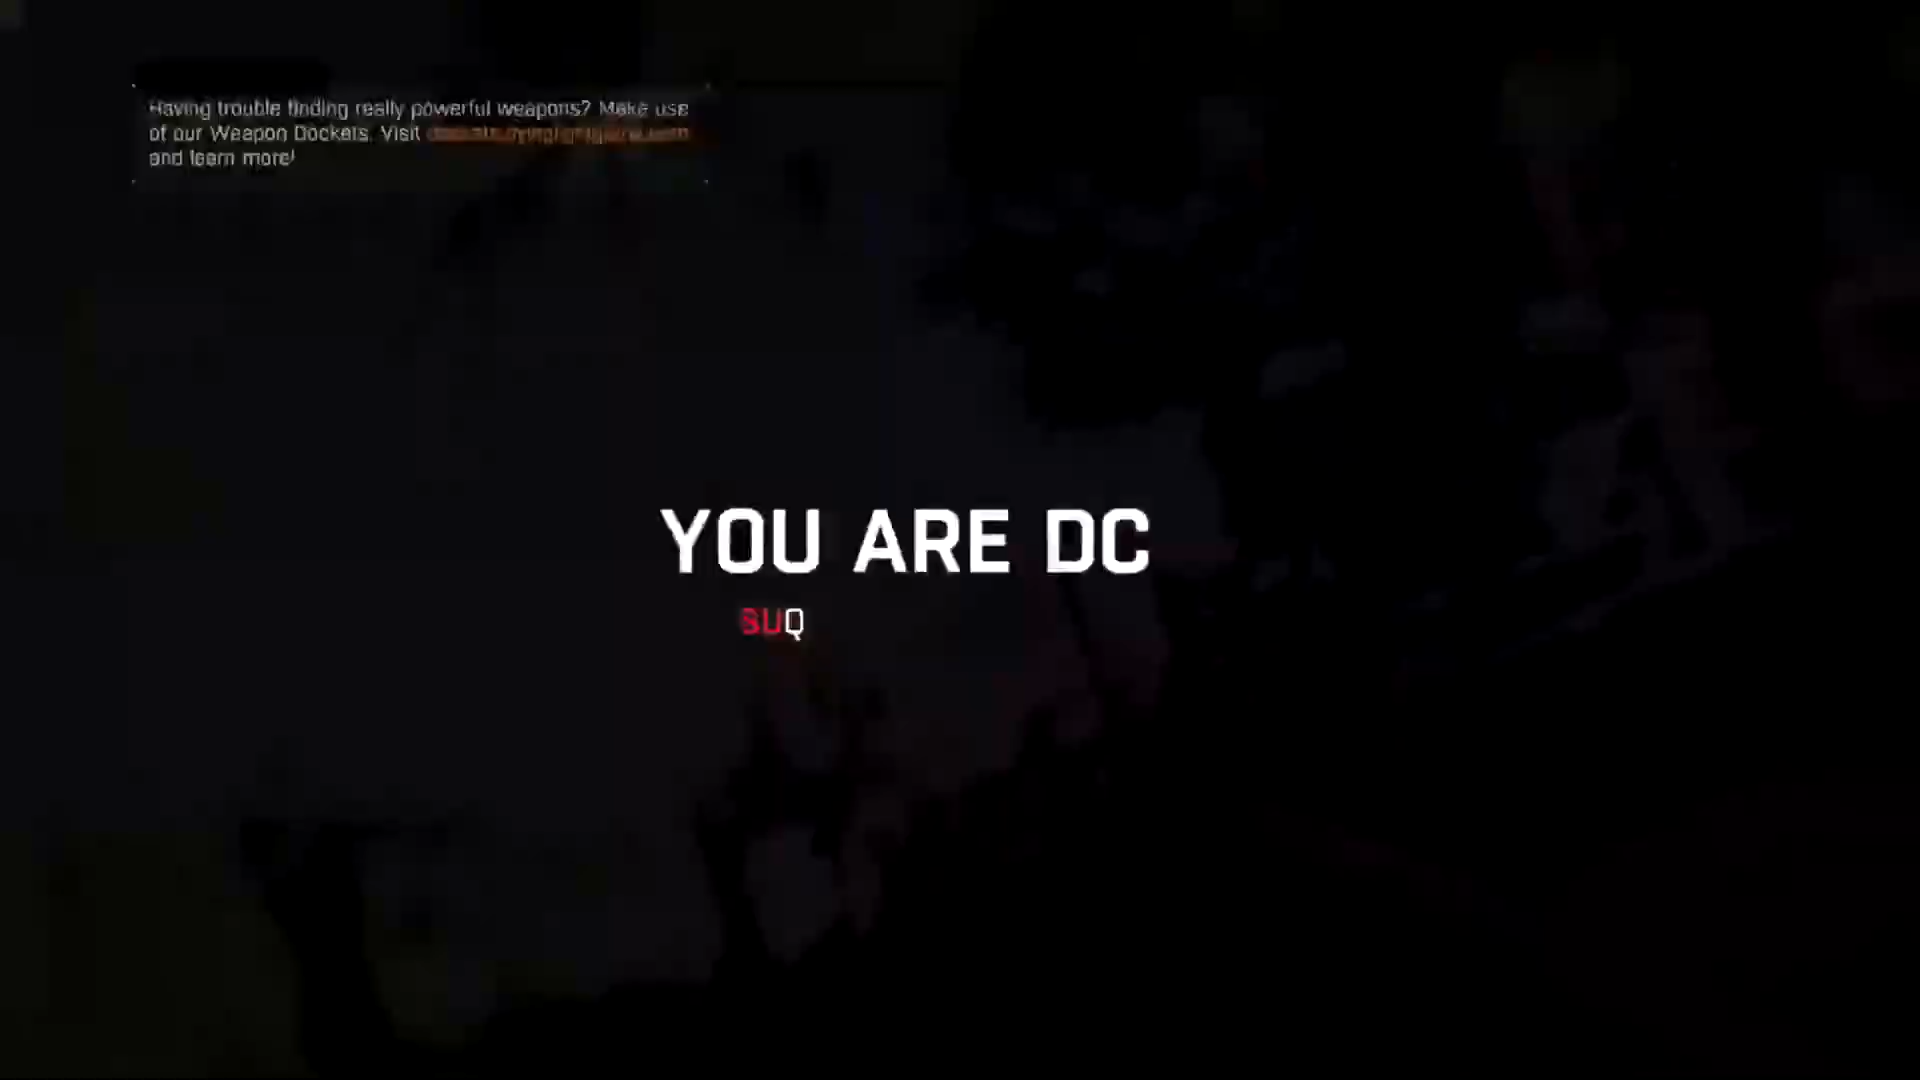 Having trouble finding really powerful weapons? Make use
of our Weapon Dockets. Visit
and learn more!
YOU ARE DC
SUQ